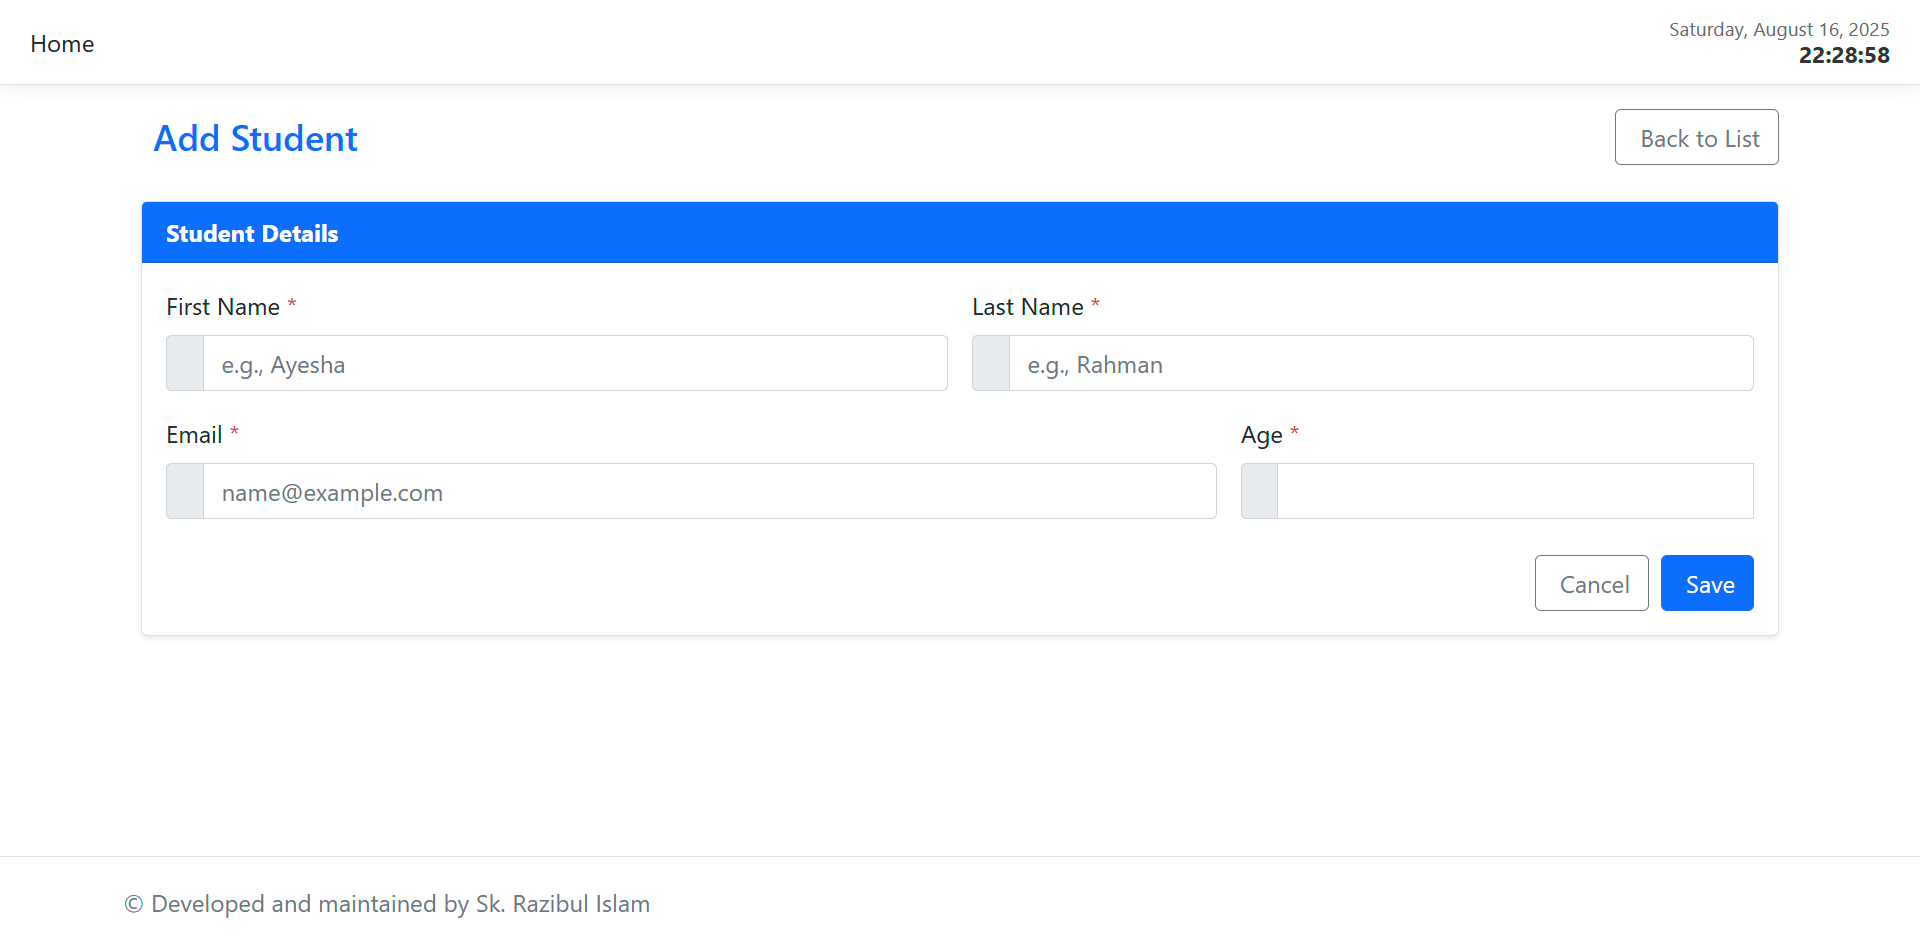 Home
Saturday, August 16, 2025
22:28:58
Add Student
Back to List
Student Details
First Name *
Last Name *
e.g., Ayesha
e.g., Rahman
Email *
Age *
name@example.com
Cancel
Save
© Developed and maintained by Sk. Razibul Islam